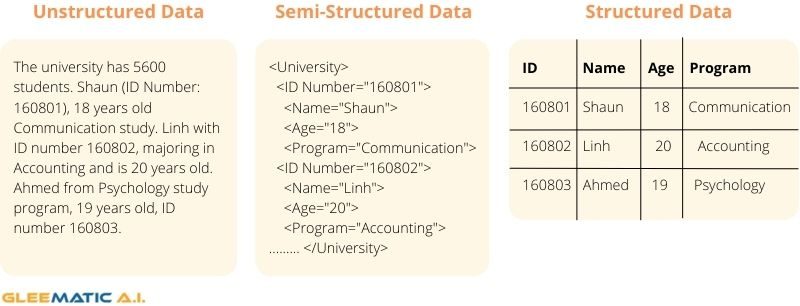 Unstructured Data
The university has 5600
students. Shaun (ID Number:
160801), 18 years old
Communication study. Linh with
ID number 160802, majoring in
Accounting and is 20 years old.
Ahmed from Psychology study
program, 19 years old, ID
number 160803.
Semi-Structured Data
<University>
<ID Number="160801">
<Name="Shaun">
<Age="18">
<Program="Communication">
<ID Number="160802">
<Name="Linh">
<Age="20">
<Program="Accounting">
......... </University>
Structured Data
ID Name Age Program
160801 Shaun 18 Communication
160802 Linh 20 Accounting
160803 Ahmed 19 Psychology
GLEEMATIC A.I.